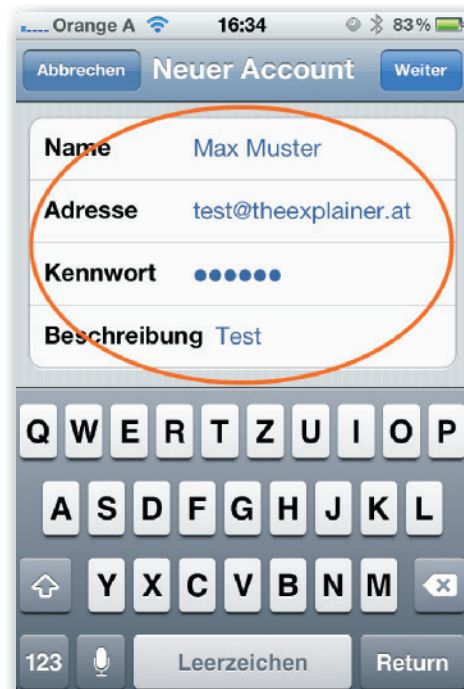 Orange A 16:34 83%
Abbrechen Neuer Account Weiter
Name Max Muster
Adresse test@theexplainer.at
Kennwort ●●●●●●
Beschreibung Test
Q W E R T Z U I O P
A S D F G H J K L
Y X C V B N M
123 Leerzeichen Return